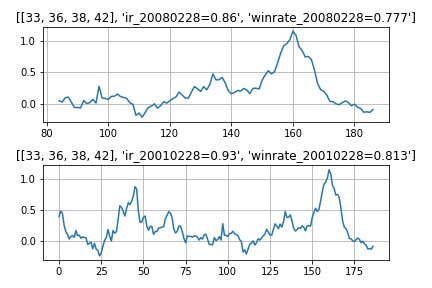 [[33, 36, 38, 42], 'ir_20080228=0.86', 'winrate_20080228=0.777']
1.0
0.5
0.0
80 100 120 140 160 180
[[33, 36, 38, 42], 'ir_20010228=0.93', 'winrate_20010228=0.813']
1.0
0.5
0.0
0 25 50 75 100 125 150 175